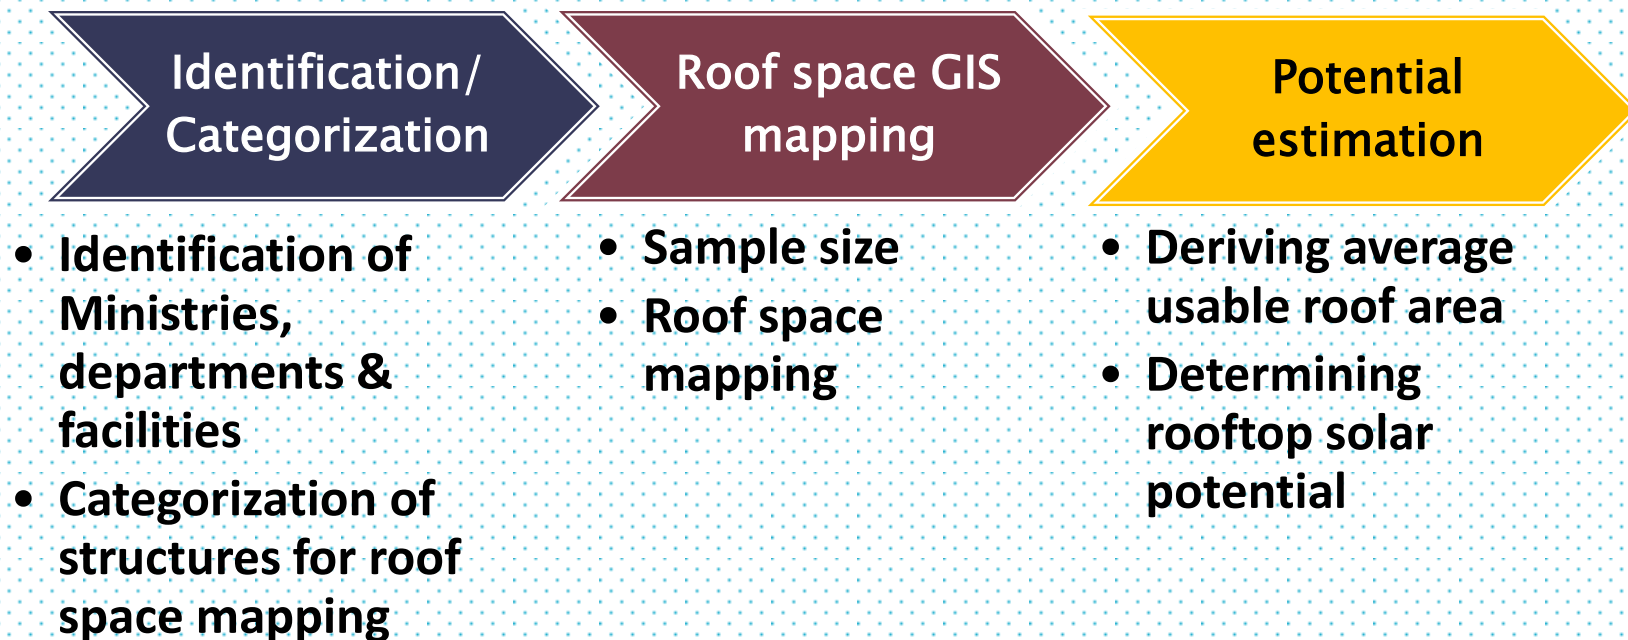 Identification/
Categorization
Roof space GIS
mapping
Potential
estimation
• Identification of
Ministries,
departments &
facilities
• Categorization of
structures for roof
space mapping
• Sample size
• Roof space
mapping
• Deriving average
usable roof area
• Determining
rooftop solar
potential